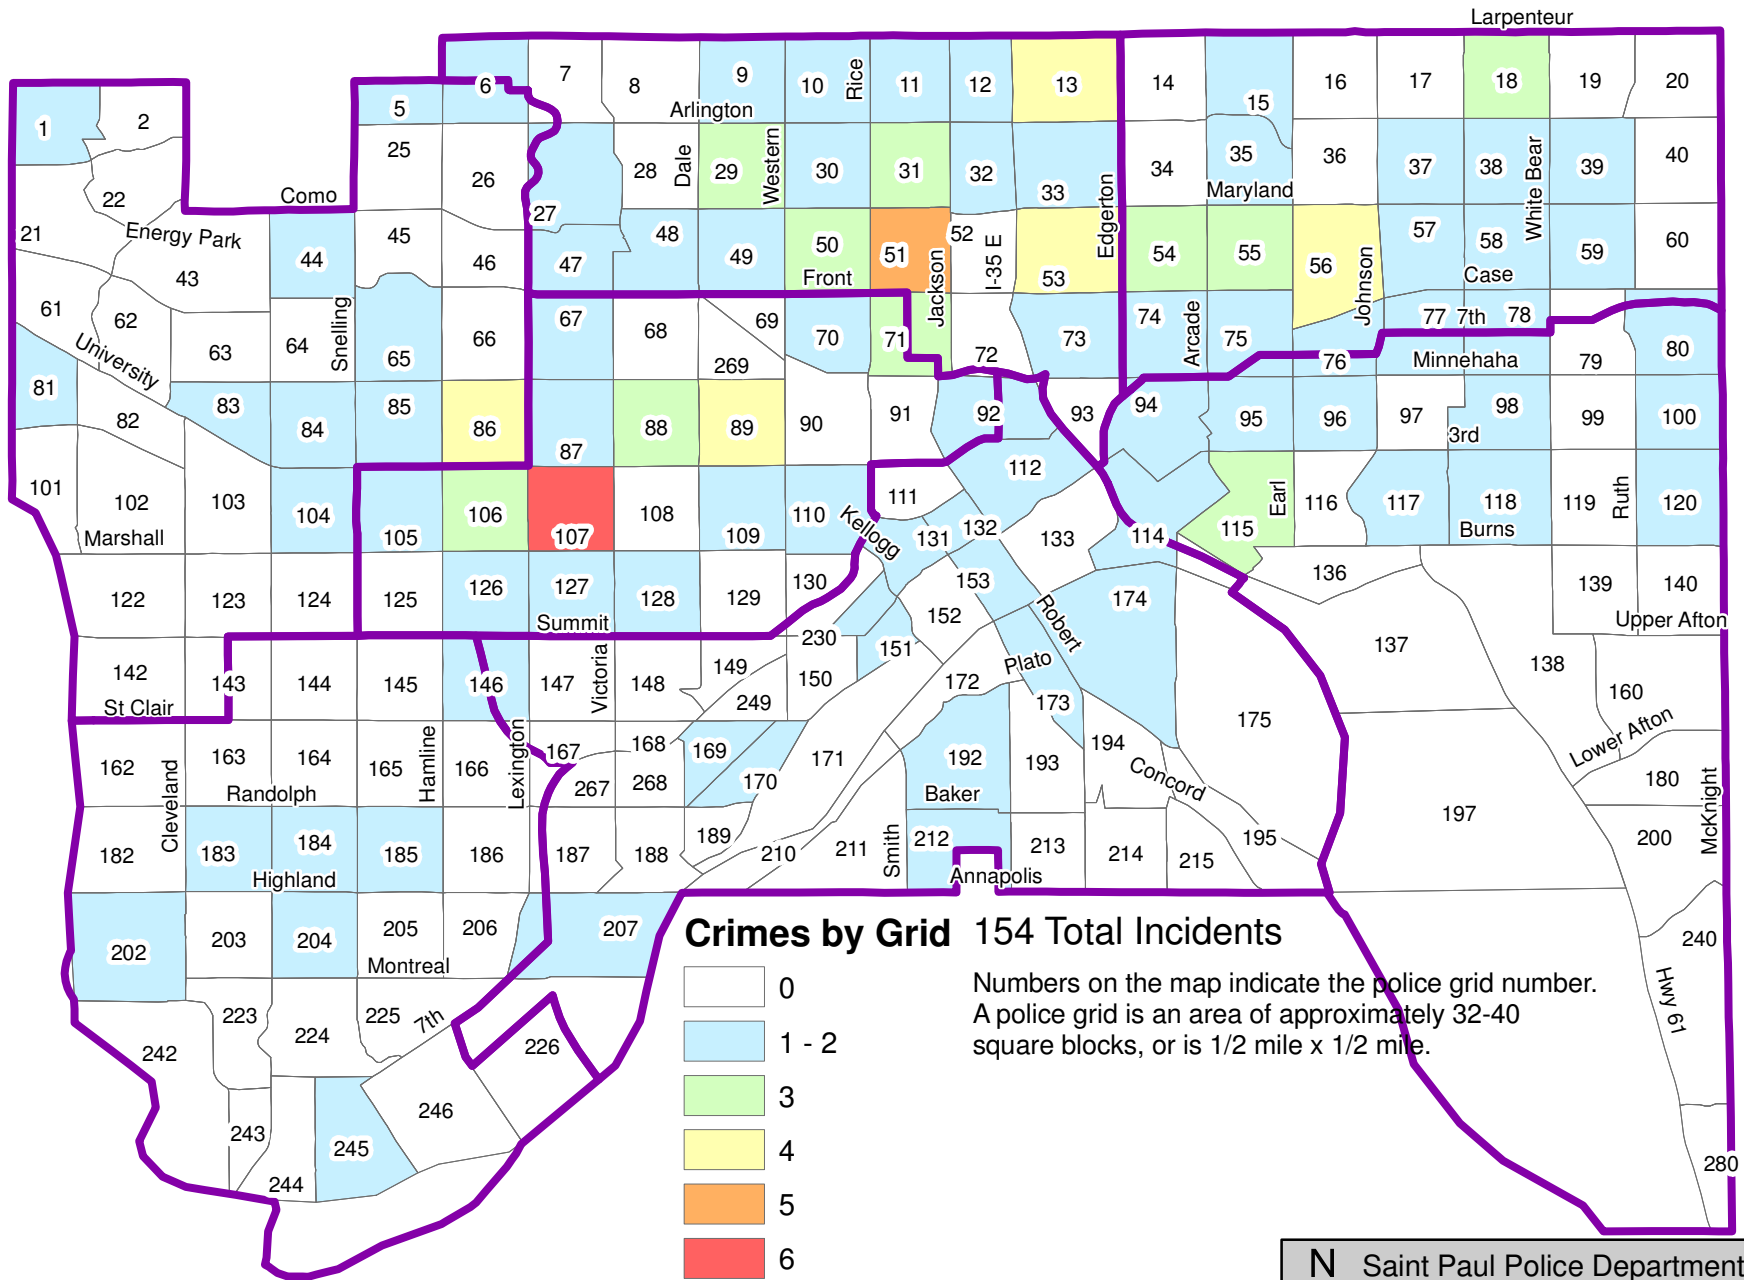 Larpenteur
6 7 8 9 10 Rice 11 12 13 14 15 16 17 18 19 20
1 2 5 Arlington
25 26 28 Dale 29 Western 30 31 32 33 34 35 36 37 38 White Bear 39 40
22 Como 27 Maryland
21 Energy Park 45 46 47 48 49 50 51 52 I-35 E 53 Edgerton 54 55 56 57 58 59 60
43 44 Front Case
61 62 63 64 Snelling 65 66 67 68 69 70 71 Jackson 72 73 74 Arcade 75 Johnson 76 77 7th 78 79 80
University 269 Minnehaha
81 82 83 84 85 86 87 88 89 90 91 92 93 94 95 96 97 98 99 100
3rd
101 102 103 104 105 106 107 108 109 110 111 112 114 115 Earl 116 117 118 119 Ruth 120
Marshall Kellogg 131 132 133 Burns
122 123 124 125 126 127 128 129 130 153 152 174 136 139 140
Summit 230 151 Robert Upper Afton
142 143 144 145 146 147 Victoria 148 149 150 172 Plato 137 138 160
St Clair 249 173 175
162 163 164 165 Hamline 166 Lexington 167 168 169 170 171 192 193 194 Concord Lower Afton
Cleveland Randolph 267 268 Baker 180 McKnight
182 183 184 185 186 187 188 189 210 211 Smith 212 213 214 215 195 197 200
Highland Annapolis
202 203 204 205 206 207 240
Montreal
223 224 225 7th 226 Hwy 61
242 243 244 245 246 280
Crimes by Grid
0
1 - 2
3
4
5
6
154 Total Incidents
Numbers on the map indicate the police grid number.
A police grid is an area of approximately 32-40
square blocks, or is 1/2 mile x 1/2 mile.
N Saint Paul Police Department